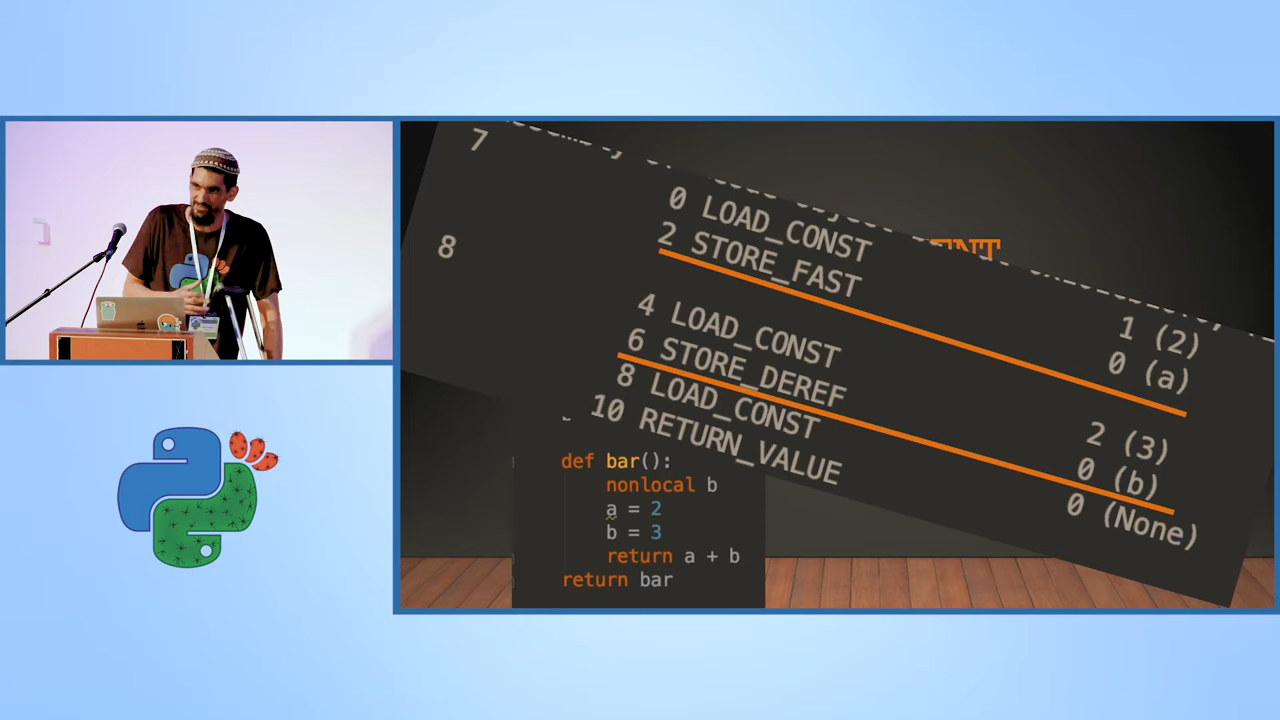 7
0 LOAD_CONST 1 (2)
2 STORE_FAST 0 (a)
8
4 LOAD_CONST 2 (3)
6 STORE_DEREF 0 (b)
8 LOAD_CONST 0 (None)
10 RETURN_VALUE
def bar():
nonlocal b
a = 2
b = 3
return a + b
return bar